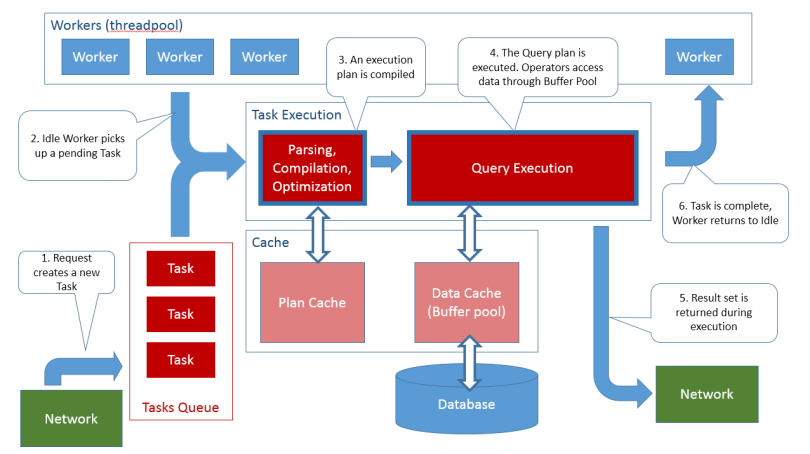 Workers (threadpool)
Worker
Worker
Worker
Worker
3. An execution
plan is compiled
4. The Query plan is
executed. Operators access
data through Buffer Pool
2. Idle Worker picks
up a pending Task
Task Execution
Parsing,
Compilation,
Optimization
Query Execution
6. Task is complete,
Worker returns to Idle
1. Request
creates a new
Task
Task
Task
Task
Tasks Queue
Cache
Plan Cache
Data Cache
(Buffer pool)
5. Result set is
returned during
execution
Network
Database
Network